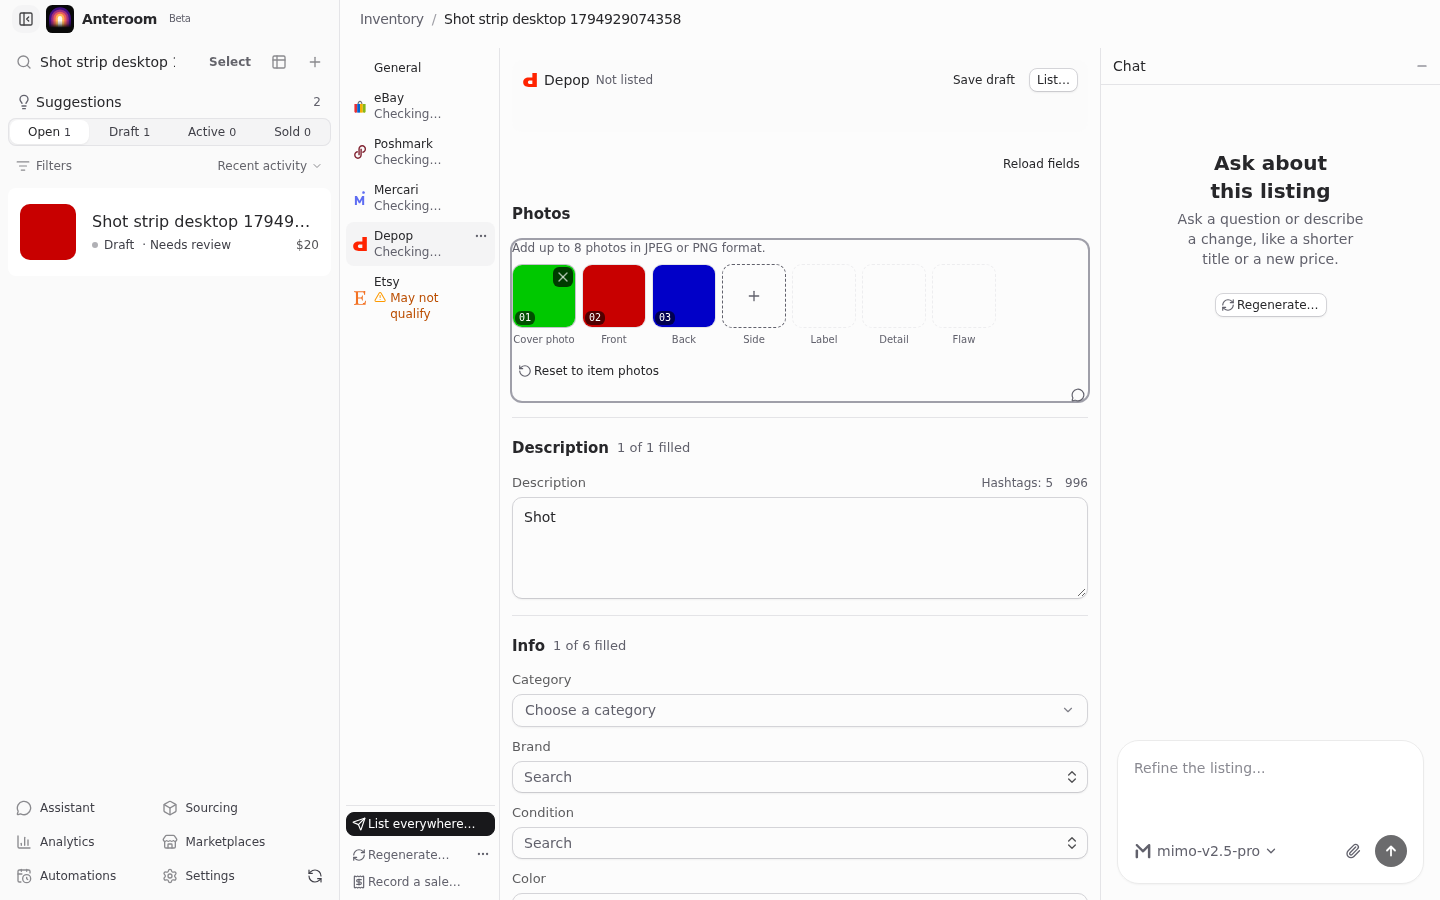 Anteroom Beta
Shot strip desktop
Select
Suggestions 2
Open 1 Draft 1 Active 0 Sold 0
Filters Recent activity
Shot strip desktop 17949...
Draft · Needs review $20
Assistant Sourcing
Analytics Marketplaces
Automations Settings
Inventory / Shot strip desktop 1794929074358
General
eBay
Checking...
Poshmark
Checking...
Mercari
Checking...
Depop
Checking...
Etsy
May not
qualify
List everywhere...
Regenerate...
Record a sale...
Depop Not listed Save draft List...
Reload fields
Photos
Add up to 8 photos in JPEG or PNG format.
01 02 03
Cover photo Front Back Side Label Detail Flaw
Reset to item photos
Description 1 of 1 filled
Description Hashtags: 5 996
Shot
Info 1 of 6 filled
Category
Choose a category
Brand
Search
Condition
Search
Color
Chat
Ask about
this listing
Ask a question or describe
a change, like a shorter
title or a new price.
Regenerate...
Refine the listing...
mimo-v2.5-pro